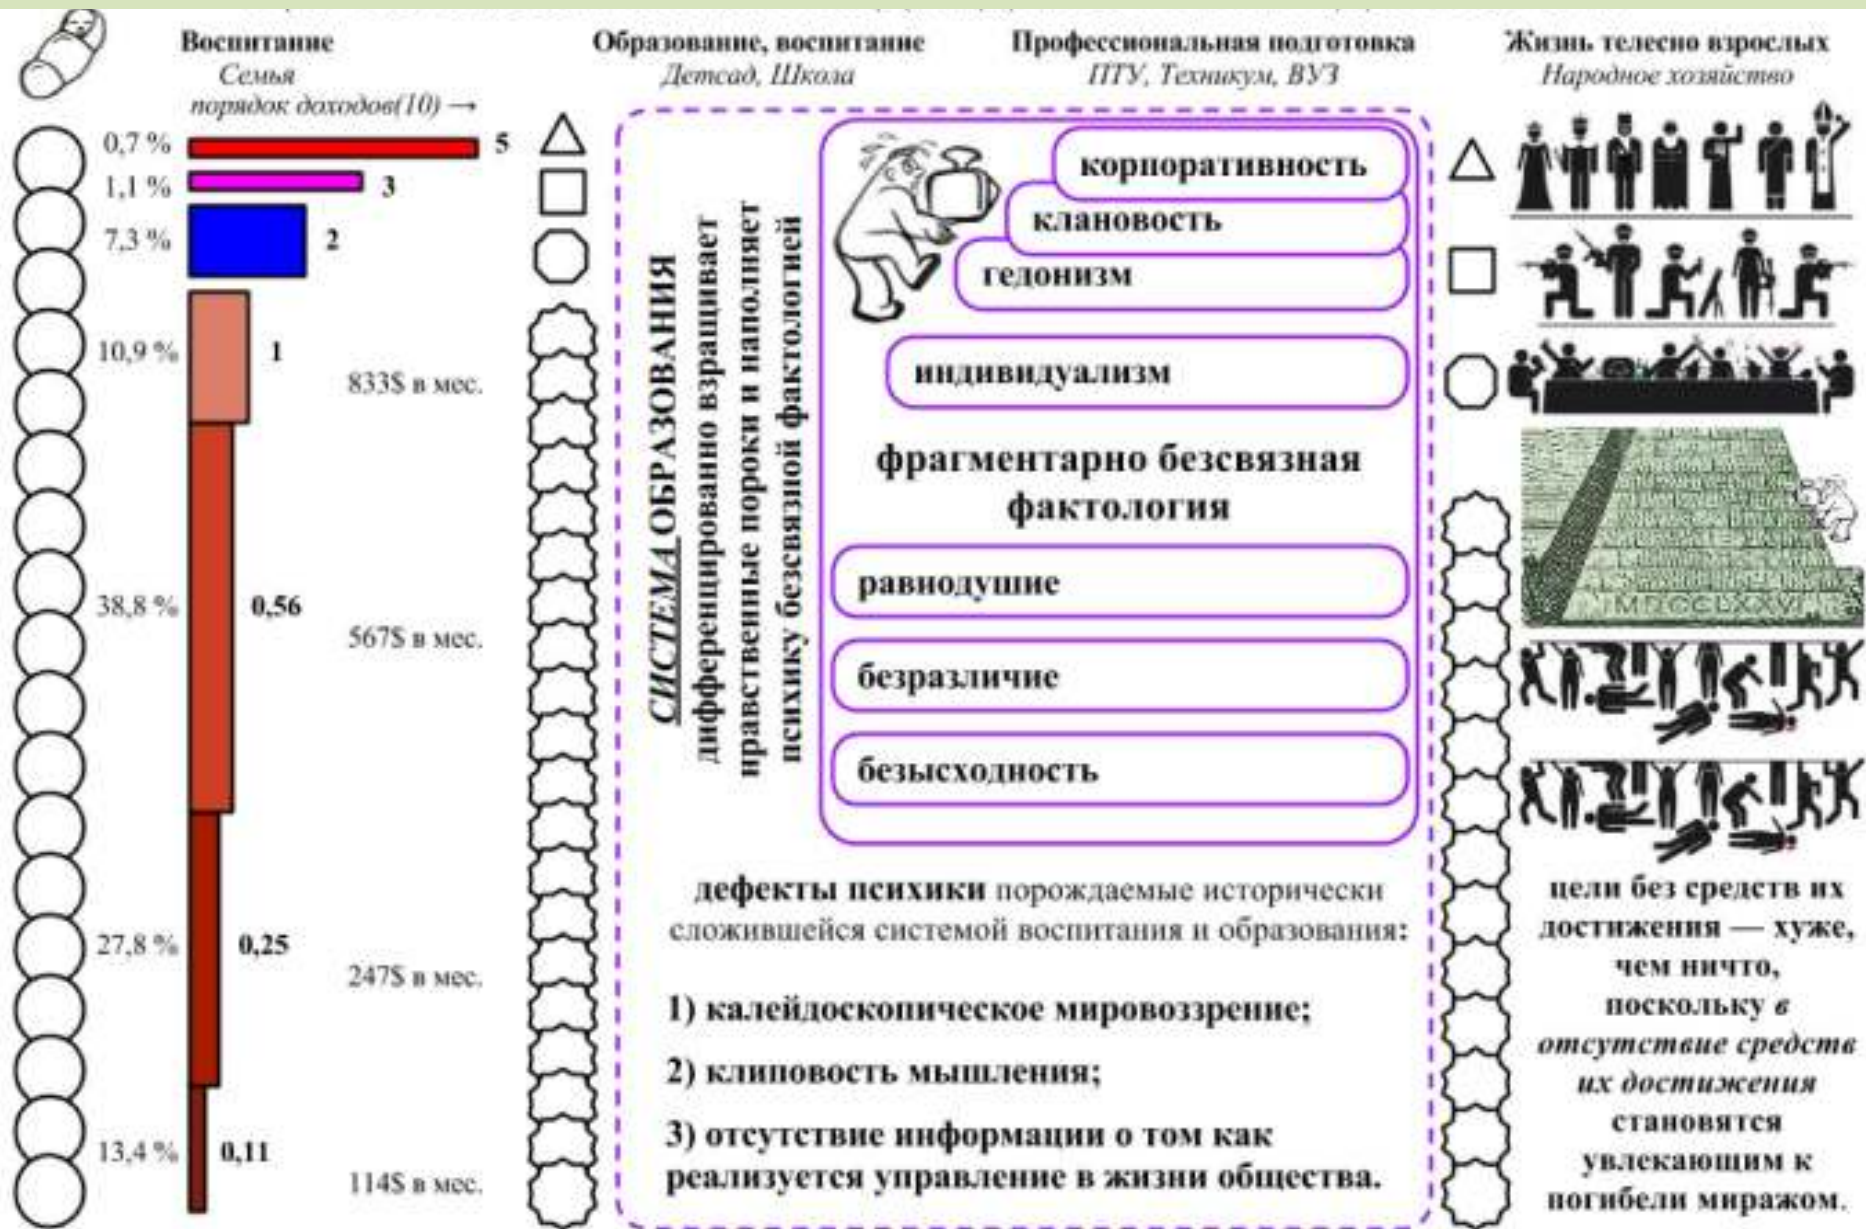 Воспитание
Семья
порядок доходов(10) →
Образование, воспитание
Детсад, Школа
Профессиональная подготовка
ПТУ, Техникум, ВУЗ
Жизнь телесно взрослых
Народное хозяйство
0,7 %
5
1,1 %
3
7,3 %
2
10,9 %
1
833$ в мес.
38,8 %
0,56
567$ в мес.
27,8 %
0,25
247$ в мес.
13,4 %
0,11
114$ в мес.
СИСТЕМА ОБРАЗОВАНИЯ
дифференцированно взращивает
нравственные пороки и наполняет
психику безсвязной фактологией
корпоративность
клановость
гедонизм
индивидуализм
фрагментарно безсвязная
фактология
равнодушие
безразличие
безысходность
дефекты психики порождаемые исторически
сложившейся системой воспитания и образования:
1) калейдоскопическое мировоззрение;
2) клиповость мышления;
3) отсутствие информации о том как
реализуется управление в жизни общества.
MDCCLXXVI
цели без средств их
достижения — хуже,
чем ничто,
поскольку в
отсутствие средств
их достижения
становятся
увлекающим к
погибели миражом.